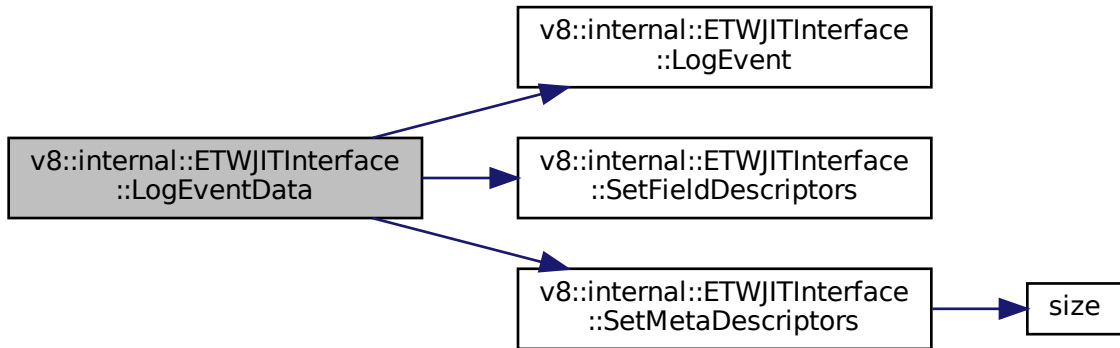 v8::internal::ETWJITInterface
::LogEvent
v8::internal::ETWJITInterface
::LogEventData
v8::internal::ETWJITInterface
::SetFieldDescriptors
v8::internal::ETWJITInterface
::SetMetaDescriptors
size